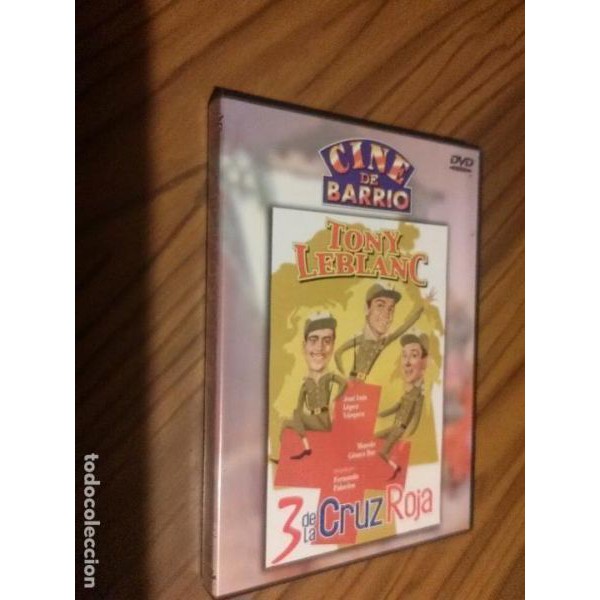 CINE
DE
BARRIO
DVD
TONY
LEBLANC
José Luis
López
Vázquez
Manolo
Gómez Bur
Fernando
Palacios
3 de la Cruz Roja
todocoleccion